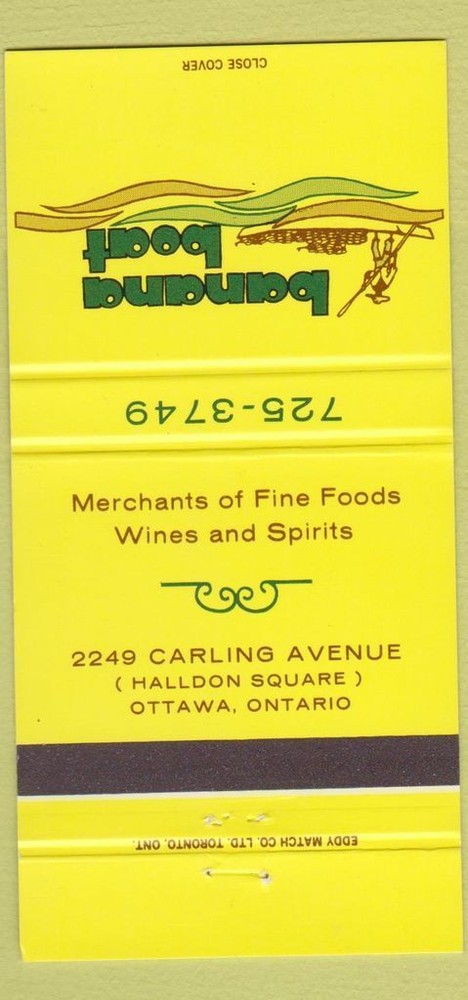 CLOSE COVER
banana
boat
725-3749
Merchants of Fine Foods
Wines and Spirits
2249 CARLING AVENUE
( HALLDON SQUARE )
OTTAWA, ONTARIO
EDDY MATCH CO. LTD. TORONTO, ONT.